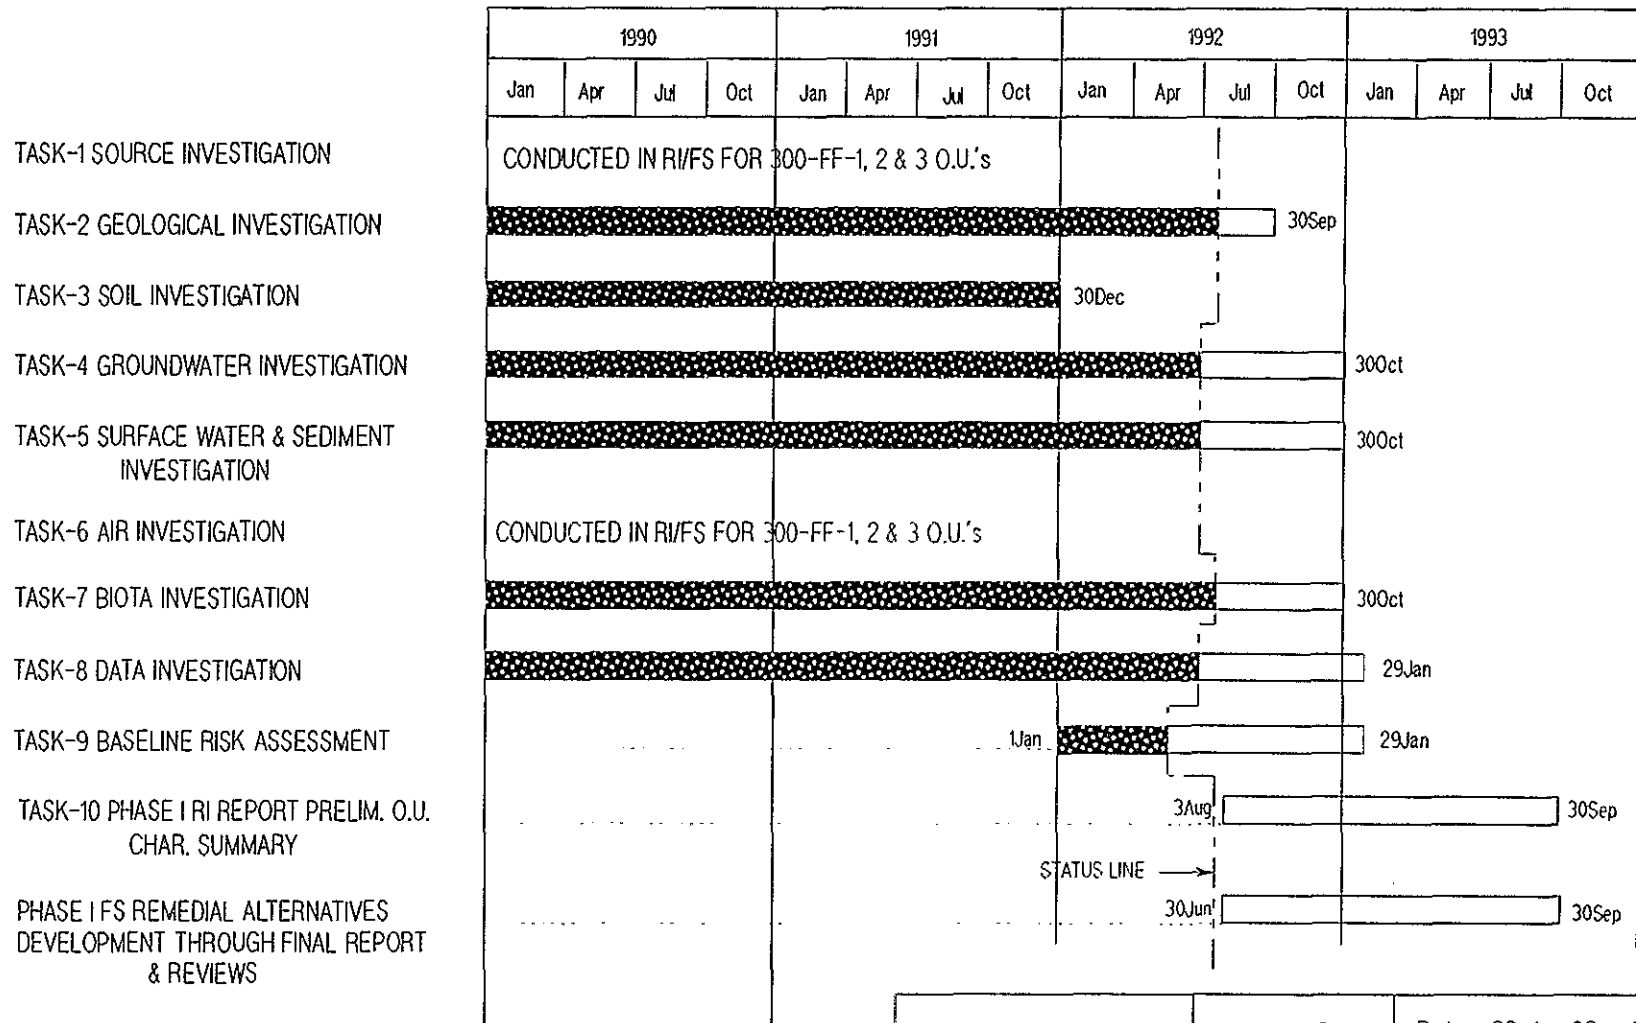 1990 1991 1992 1993
Jan Apr Jul Oct Jan Apr Jul Oct Jan Apr Jul Oct Jan Apr Jul Oct
TASK-1 SOURCE INVESTIGATION
CONDUCTED IN RI/FS FOR 300-FF-1, 2 & 3 O.U.'s
TASK-2 GEOLOGICAL INVESTIGATION
30Sep
TASK-3 SOIL INVESTIGATION
30Dec
TASK-4 GROUNDWATER INVESTIGATION
30Oct
TASK-5 SURFACE WATER & SEDIMENT
INVESTIGATION
30Oct
TASK-6 AIR INVESTIGATION
CONDUCTED IN RI/FS FOR 300-FF-1, 2 & 3 O.U.'s
TASK-7 BIOTA INVESTIGATION
30Oct
TASK-8 DATA INVESTIGATION
29Jan
TASK-9 BASELINE RISK ASSESSMENT
1Jan 29Jan
TASK-10 PHASE I RI REPORT PRELIM. O.U.
CHAR. SUMMARY
3Aug 30Sep
STATUS LINE
PHASE I FS REMEDIAL ALTERNATIVES
DEVELOPMENT THROUGH FINAL REPORT
& REVIEWS
30Jun 30Sep